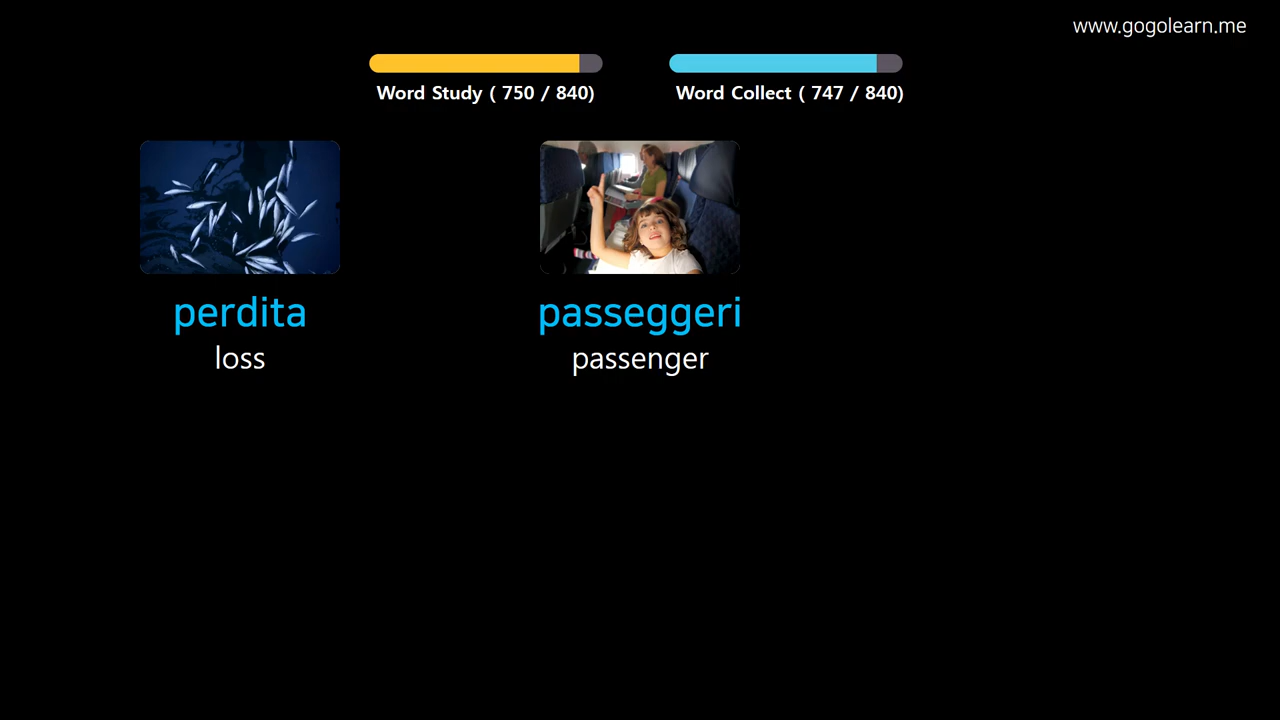 www.gogolearn.me
Word Study ( 750 / 840)
Word Collect ( 747 / 840)
perdita
loss
passeggeri
passenger